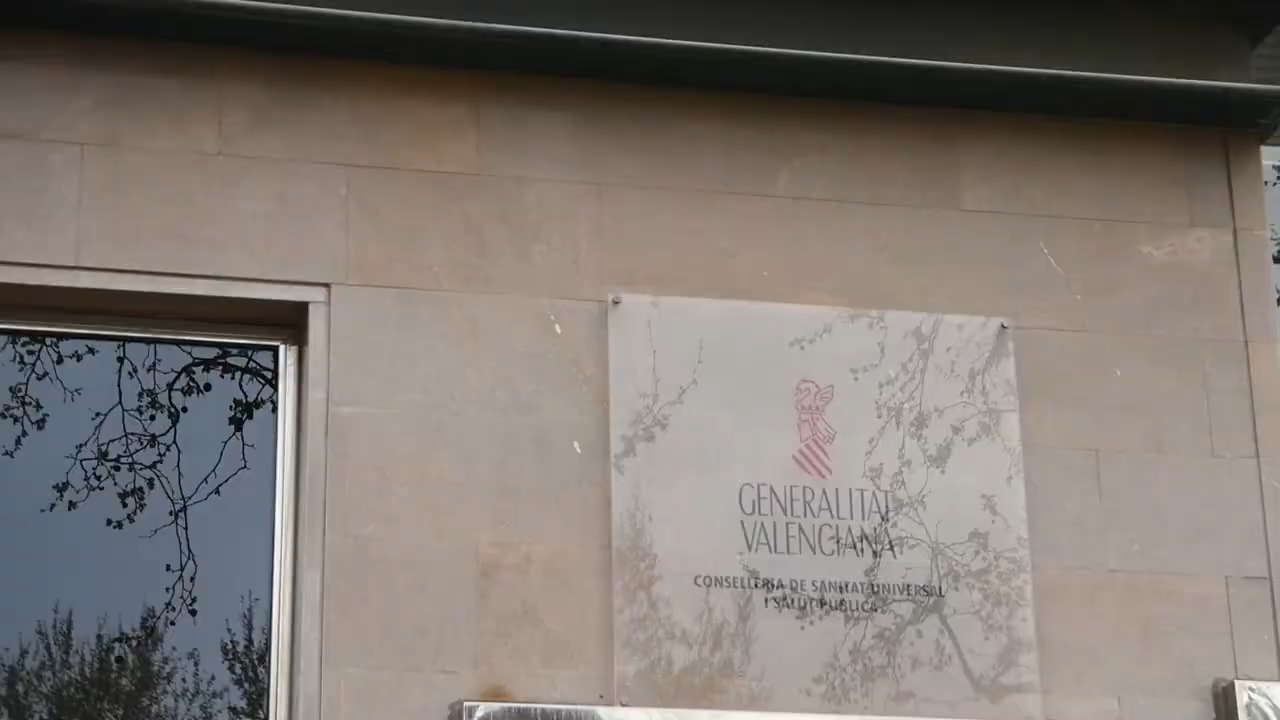 GENERALITAT
VALENCIANA
CONSELLERIA DE SANITAT UNIVERSAL
I SALUT PÚBLICA